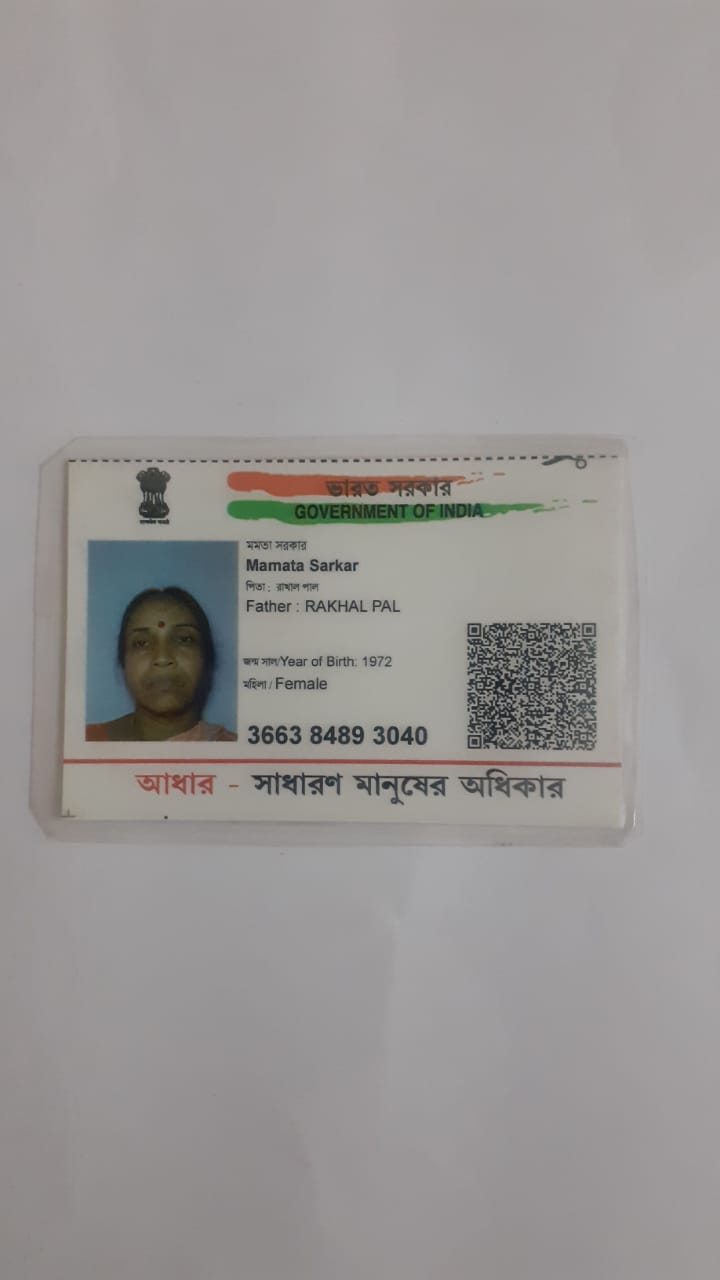 ভারত সরকার
GOVERNMENT OF INDIA
মমতা সরকার
Mamata Sarkar
পিতা : রাখাল পাল
Father : RAKHAL PAL
জন্ম সাল/Year of Birth: 1972
মহিলা / Female
3663 8489 3040
আধার - সাধারণ মানুষের অধিকার